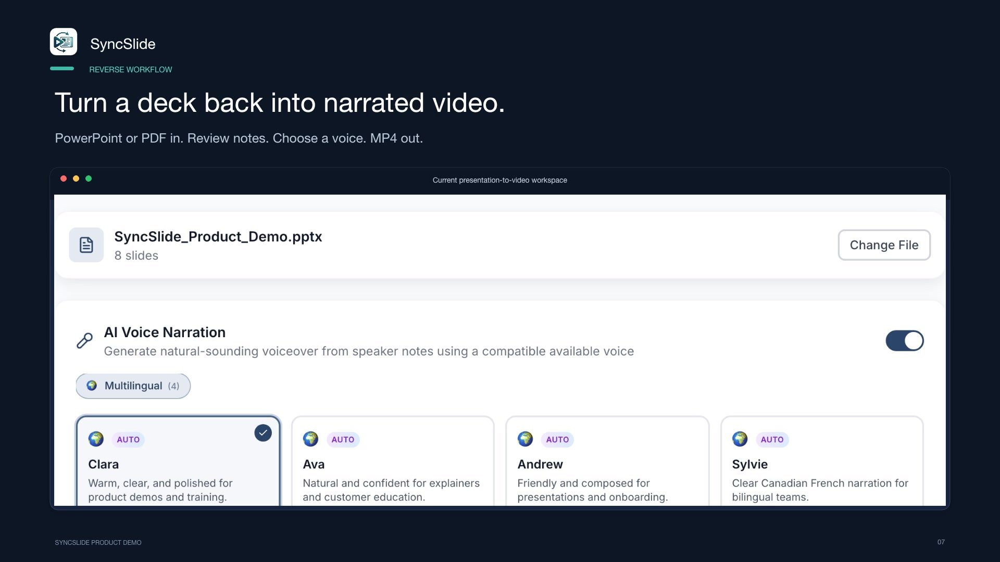 SyncSlide
REVERSE WORKFLOW
Turn a deck back into narrated video.
PowerPoint or PDF in. Review notes. Choose a voice. MP4 out.
Current presentation-to-video workspace
SyncSlide_Product_Demo.pptx
8 slides
Change File
AI Voice Narration
Generate natural-sounding voiceover from speaker notes using a compatible available voice
Multilingual (4)
AUTO
Clara
Warm, clear, and polished for
product demos and training.
AUTO
Ava
Natural and confident for explainers
and customer education.
AUTO
Andrew
Friendly and composed for
presentations and onboarding.
AUTO
Sylvie
Clear Canadian French narration for
bilingual teams.
SYNCSLIDE PRODUCT DEMO
07